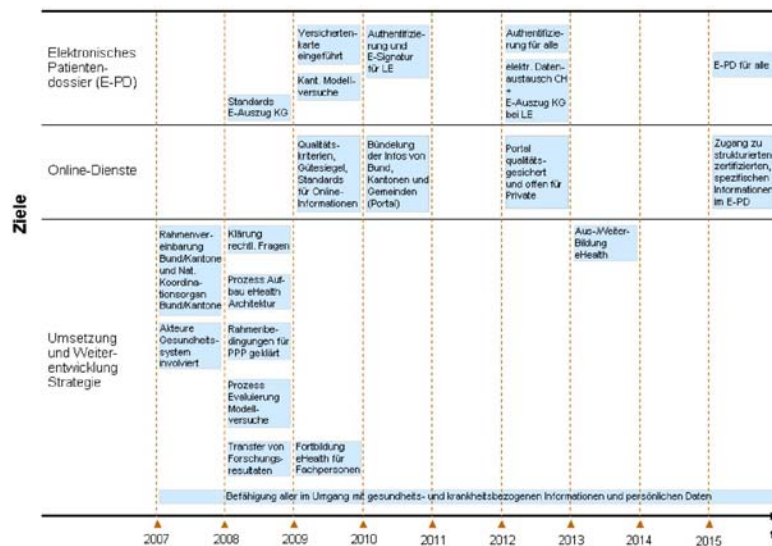 Ziele
Elektronisches
Patienten-
dossier (E-PD)
Standards
E-Auszug KG
Versicherten-
karte
eingeführt
Kant. Modell-
versuche
Authentifizie-
rung und
E-Signatur
für LE
Authentifizie-
rung für alle
elektr. Daten-
austausch CH
+
E-Auszug KG
bei LE
E-PD für alle
Online-Dienste
Qualitäts-
kriterien,
Gütesiegel,
Standards
für Online-
Informationen
Bündelung
der Infos von
Bund,
Kantonen und
Gemeinden
(Portal)
Portal
qualitäts-
gesichert
und offen für
Private
Zugang zu
strukturierten,
zertifizierten,
spezifischen
Informationen
im E-PD
Umsetzung
und Weiter-
entwicklung
Strategie
Rahmenver-
einbarung
Bund/Kantone
und Nat.
Koordina-
tionsorgan
Bund/Kantone
Akteure
Gesundheits-
system
involviert
Klärung
rechtl. Fragen
Prozess Auf-
bau eHealth
Architektur
Rahmenbe-
dingungen für
PPP geklärt
Prozess
Evaluierung
Modell-
versuche
Transfer von
Forschungs-
resultaten
Fortbildung
eHealth für
Fachpersonen
Aus-/Weiter-
Bildung
eHealth
Befähigung aller im Umgang mit gesundheits- und krankheitsbezogenen Informationen und persönlichen Daten
2007 2008 2009 2010 2011 2012 2013 2014 2015 t